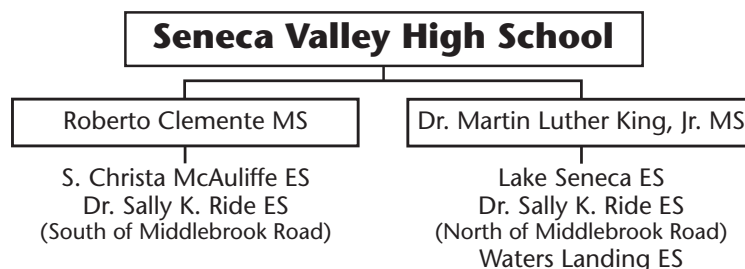 Seneca Valley High School
Roberto Clemente MS
Dr. Martin Luther King, Jr. MS
S. Christa McAuliffe ES
Dr. Sally K. Ride ES
(South of Middlebrook Road)
Lake Seneca ES
Dr. Sally K. Ride ES
(North of Middlebrook Road)
Waters Landing ES